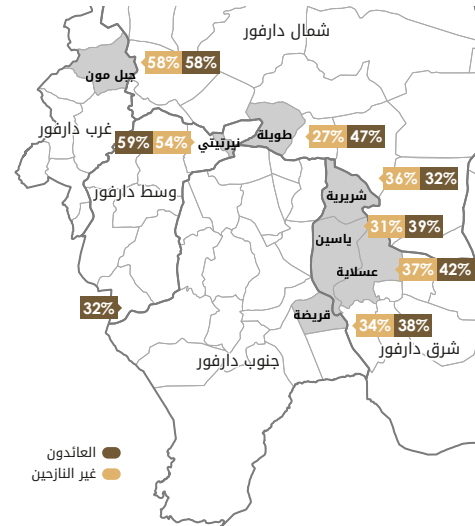 شمال دارفور
58% 58%
جبل مون
غرب دارفور
طويلة
27% 47%
59% 54%
نيرتيتي
36% 32%
وسط دارفور
شريرية
31% 39%
ياسين
37% 42%
عسلاية
32%
قريضة
34% 38%
شرق دارفور
جنوب دارفور
العائدون
غير النازحين